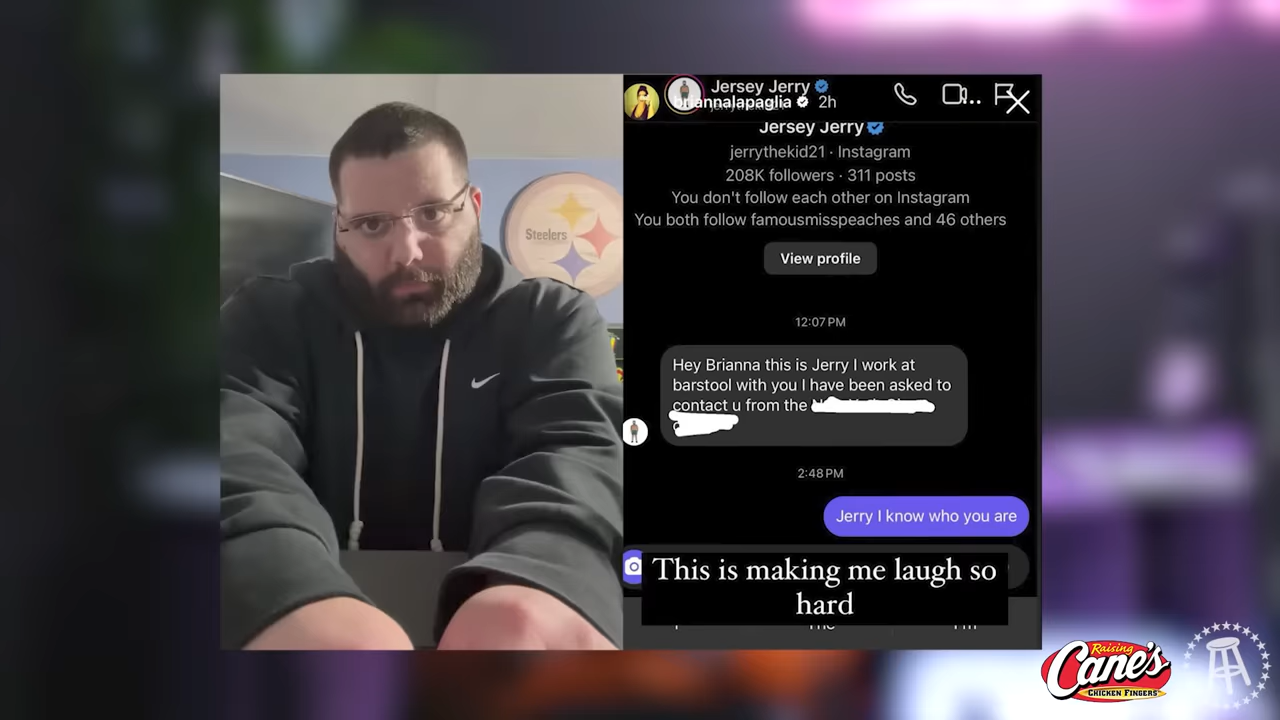 Steelers
Jersey Jerry
briannalapaglia 2h
Jersey Jerry
jerrythekid21 · Instagram
208K followers · 311 posts
You don't follow each other on Instagram
You both follow famousmisspeaches and 46 others
View profile
12:07 PM
Hey Brianna this is Jerry I work at
barstool with you I have been asked to
contact u from the
2:48 PM
Jerry I know who you are
This is making me laugh so
hard
Raising
Cane's
CHICKEN FINGERS